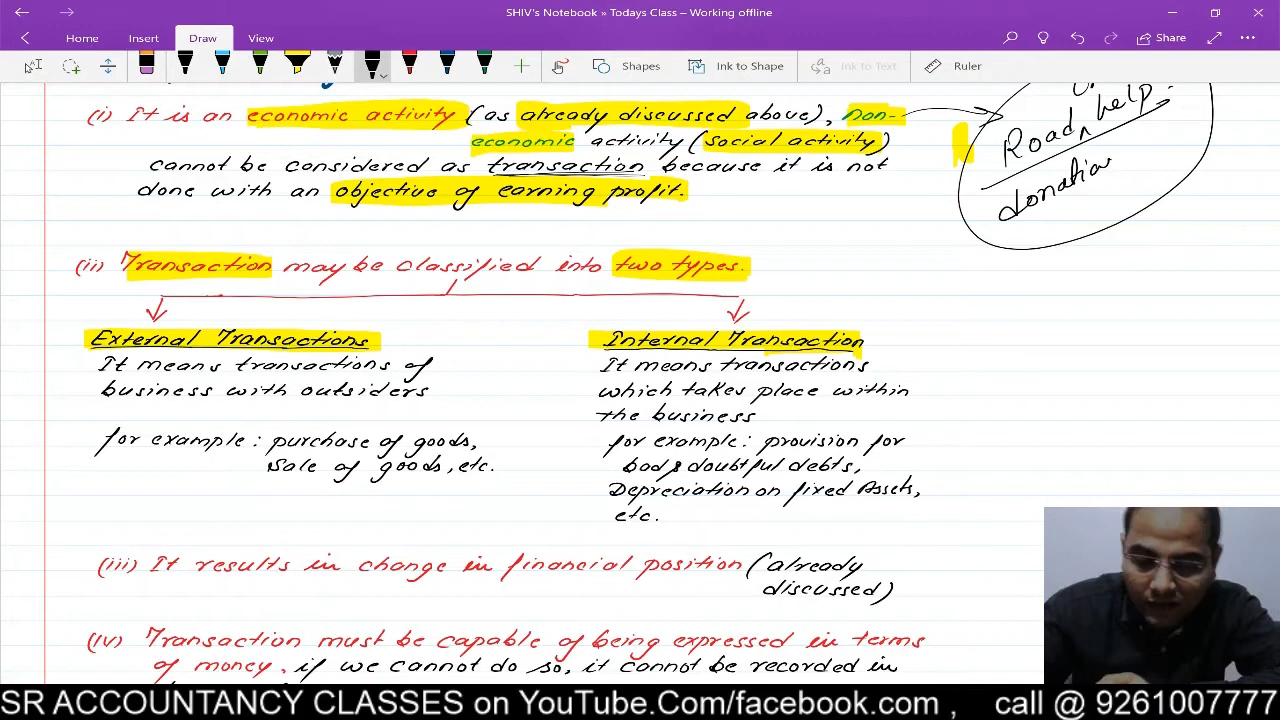 SHIV's Notebook » Todays Class – Working offline
Home Insert Draw View Share
Shapes Ink to Shape Ink to Text Ruler
(i) It is an economic activity (as already discussed above), non-
economic activity (social activity)
cannot be considered as transaction because it is not
done with an objective of earning profit.
Road help.
donation
(ii) Transaction may be classified into two types.
External Transactions
It means transactions of
business with outsiders
for example: purchase of goods,
Sale of goods, etc.
Internal Transaction
It means transactions
which takes place within
the business
for example: provision for
bad & doubtful debts,
Depreciation on fixed Assets,
etc.
(iii) It results in change in financial position (already
discussed)
(iv) Transaction must be capable of being expressed in terms
of money, if we cannot do so, it cannot be recorded in
SR ACCOUNTANCY CLASSES on YouTube.Com/facebook.com , call @ 9261007777